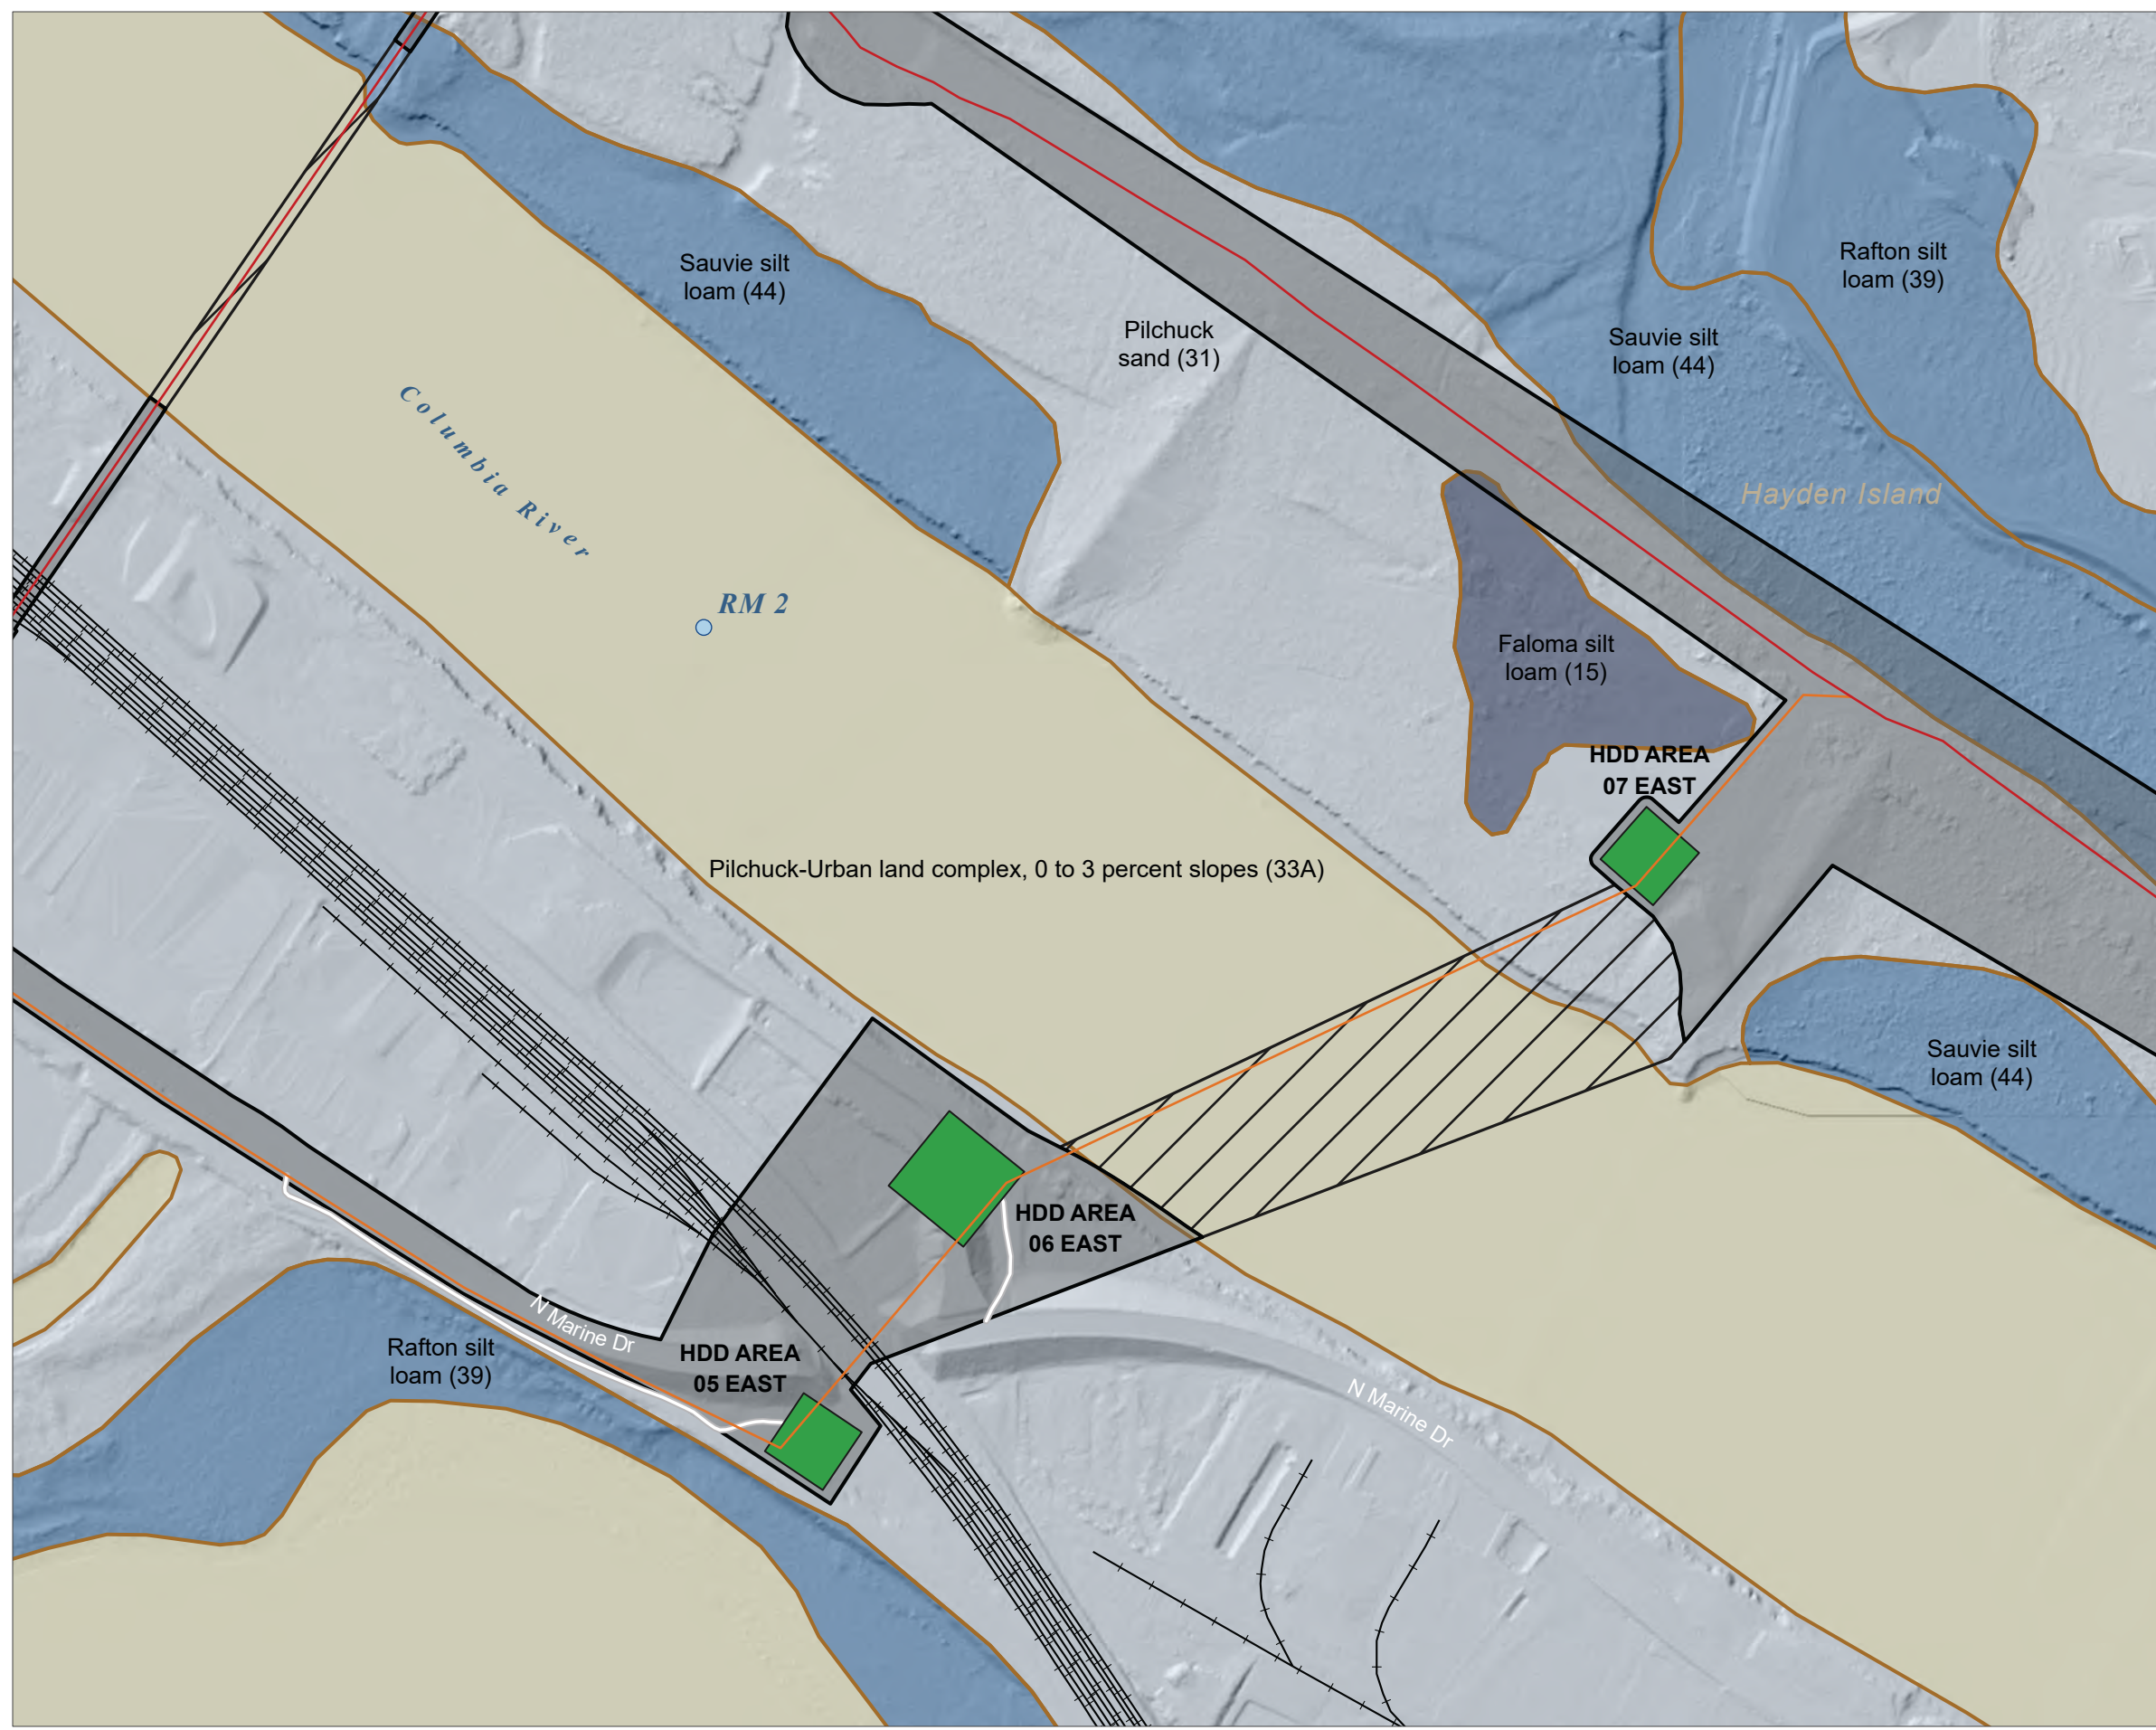 Sauvie silt
loam (44)
Pilchuck
sand (31)
Rafton silt
loam (39)
Sauvie silt
loam (44)
Columbia River
Hayden Island
RM 2
Faloma silt
loam (15)
HDD AREA
07 EAST
Pilchuck-Urban land complex, 0 to 3 percent slopes (33A)
Sauvie silt
loam (44)
HDD AREA
06 EAST
N Marine Dr
Rafton silt
loam (39)
HDD AREA
05 EAST
N Marine Dr